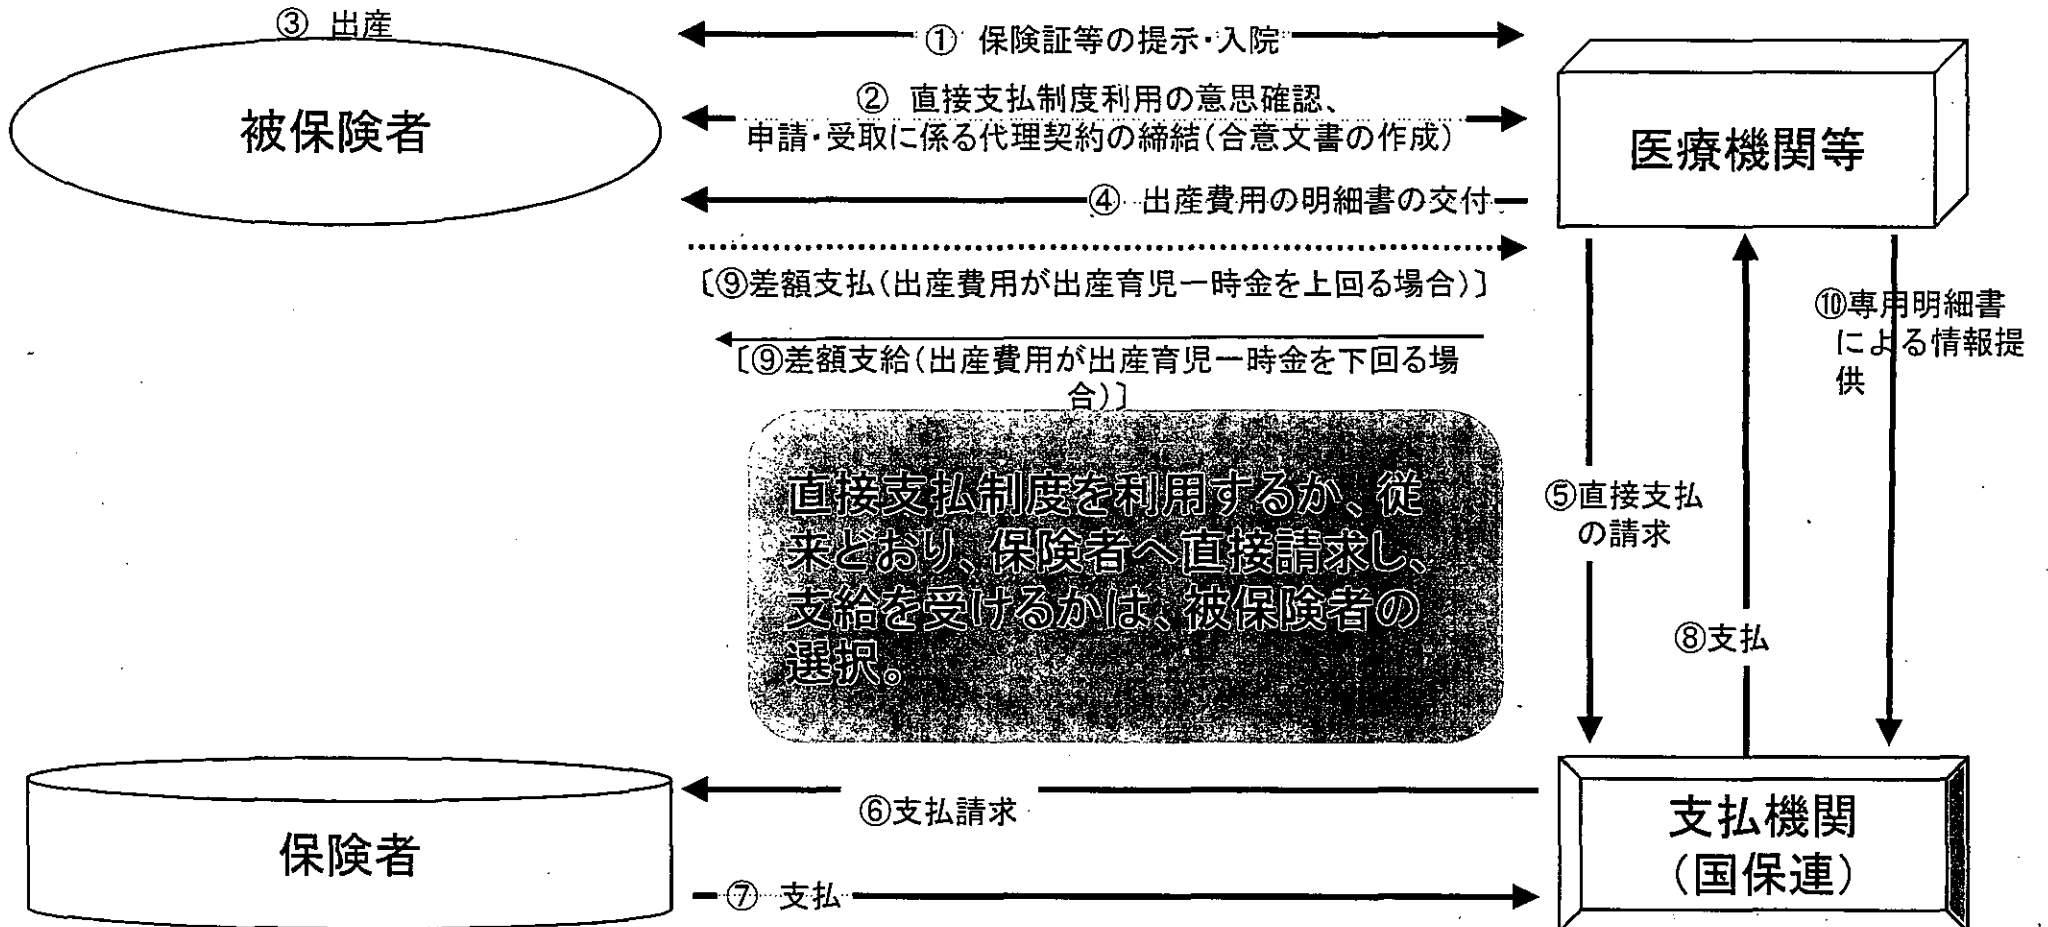 ③ 出産
被保険者
① 保険証等の提示・入院
② 直接支払制度利用の意思確認、
申請・受取に係る代理契約の締結(合意文書の作成)
医療機関等
④ 出産費用の明細書の交付
〔⑨差額支払(出産費用が出産育児一時金を上回る場合)〕
〔⑨差額支給(出産費用が出産育児一時金を下回る場
合)〕
⑩専用明細書
による情報提
供
直接支払制度を利用するか、従
来どおり、保険者へ直接請求し、
支給を受けるかは、被保険者の
選択。
⑤直接支払
の請求
⑧支払
⑥支払請求
保険者
⑦ 支払
支払機関
(国保連)